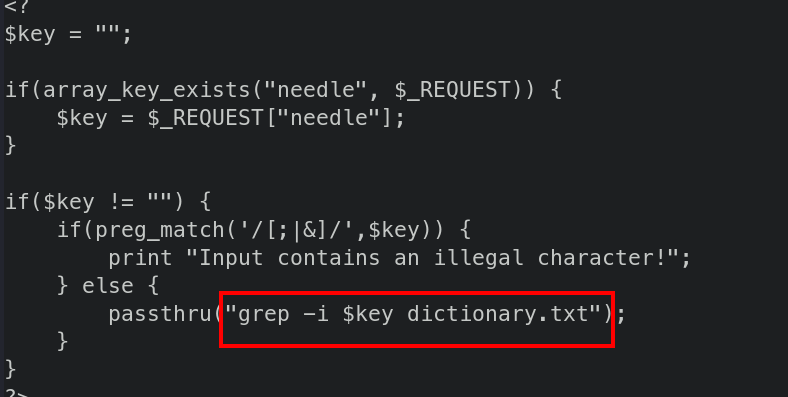 <?
$key = "";
if(array_key_exists("needle", $_REQUEST)) {
    $key = $_REQUEST["needle"];
}
if($key != "") {
    if(preg_match('/[;|&]/',$key)) {
        print "Input contains an illegal character!";
    } else {
        passthru("grep -i $key dictionary.txt");
    }
}
?>